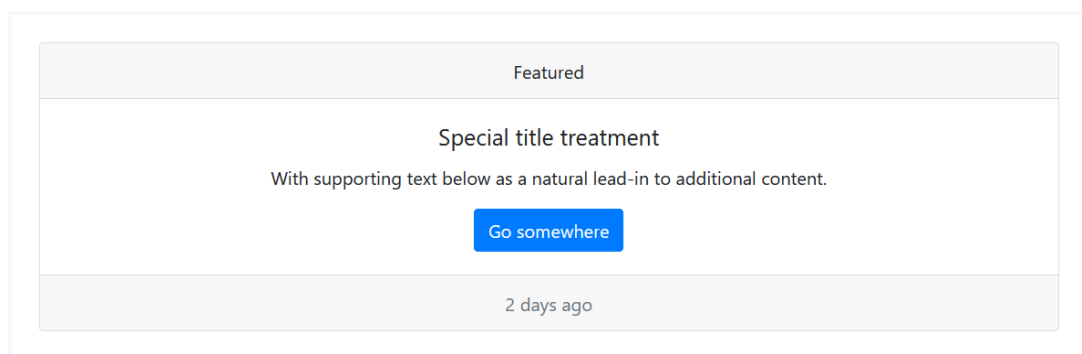 Featured
Special title treatment
With supporting text below as a natural lead-in to additional content.
Go somewhere
2 days ago